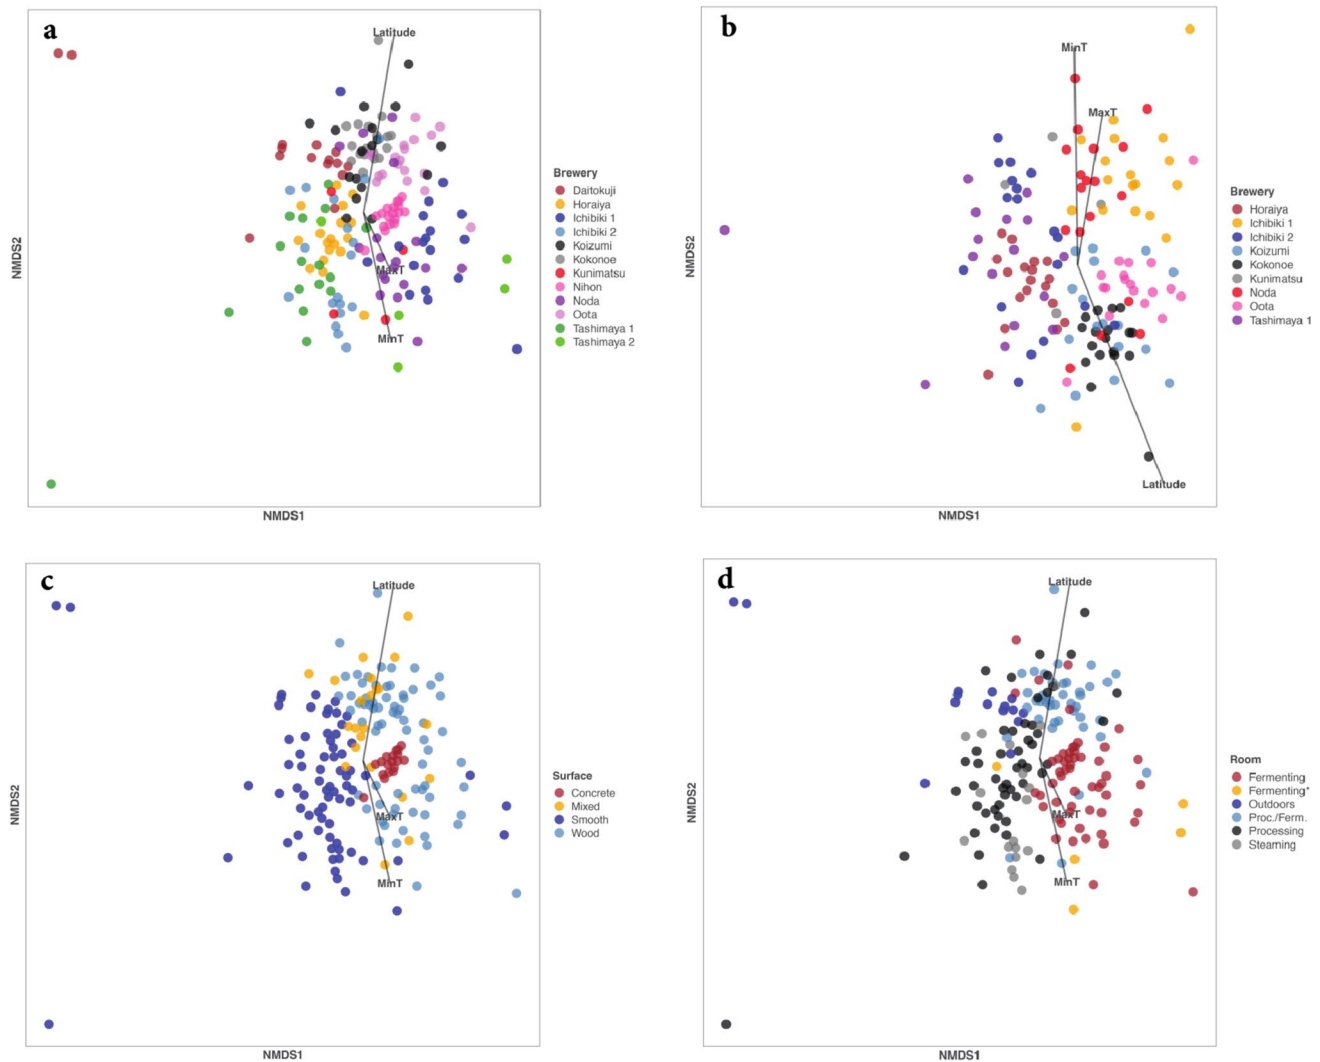 a
Latitude
MaxT
MinT
NMDS2
NMDS1
Brewery
Daitokuji
Horaiya
Ichibiki 1
Ichibiki 2
Koizumi
Kokonoe
Kunimatsu
Nihon
Noda
Oota
Tashimaya 1
Tashimaya 2
b
MinT
MaxT
Latitude
NMDS2
NMDS1
Brewery
Horaiya
Ichibiki 1
Ichibiki 2
Koizumi
Kokonoe
Kunimatsu
Noda
Oota
Tashimaya 1
c
Latitude
MaxT
MinT
NMDS2
NMDS1
Surface
Concrete
Mixed
Smooth
Wood
d
Latitude
MaxT
MinT
NMDS2
NMDS1
Room
Fermenting
Fermenting*
Outdoors
Proc./Ferm.
Processing
Steaming